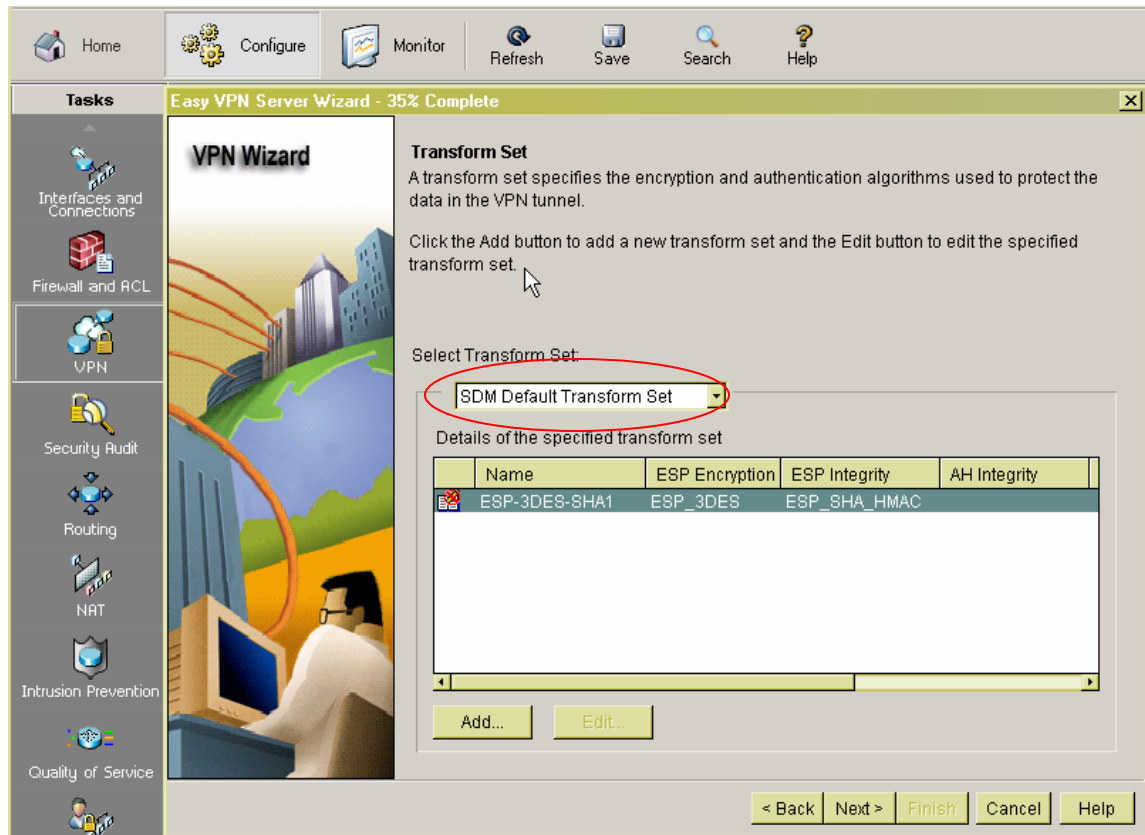 Home
Configure
Monitor
Refresh
Save
Search
Help
Tasks
Easy VPN Server Wizard - 35% Complete
Interfaces and
Connections
Firewall and ACL
VPN
Security Audit
Routing
NAT
Intrusion Prevention
Quality of Service
VPN Wizard
Transform Set
A transform set specifies the encryption and authentication algorithms used to protect the
data in the VPN tunnel.
Click the Add button to add a new transform set and the Edit button to edit the specified
transform set.
Select Transform Set:
SDM Default Transform Set
Details of the specified transform set
Name ESP Encryption ESP Integrity AH Integrity
ESP-3DES-SHA1 ESP_3DES ESP_SHA_HMAC
Add... Edit...
< Back Next > Finish Cancel Help